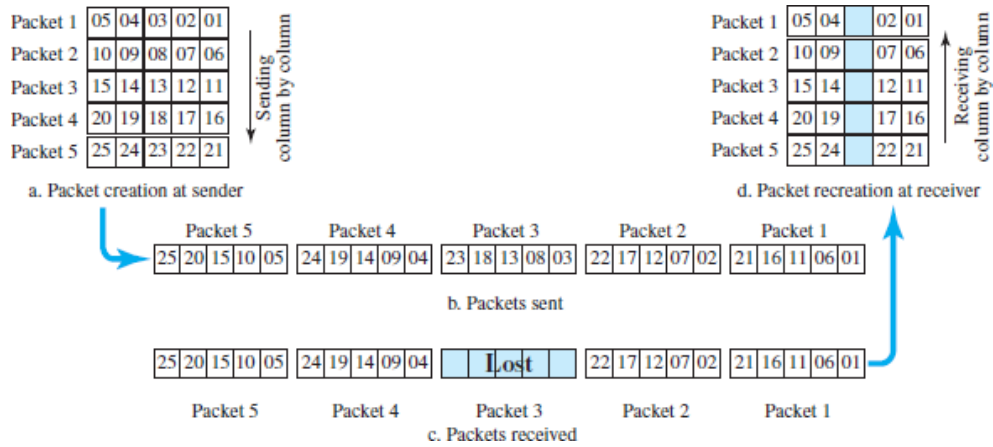 Packet 1 05 04 03 02 01
Packet 2 10 09 08 07 06
Packet 3 15 14 13 12 11
Packet 4 20 19 18 17 16
Packet 5 25 24 23 22 21
Sending
column by column
a. Packet creation at sender
Packet 1 05 04 02 01
Packet 2 10 09 07 06
Packet 3 15 14 12 11
Packet 4 20 19 17 16
Packet 5 25 24 22 21
Receiving
column by column
d. Packet recreation at receiver
Packet 5 Packet 4 Packet 3 Packet 2 Packet 1
25 20 15 10 05 24 19 14 09 04 23 18 13 08 03 22 17 12 07 02 21 16 11 06 01
b. Packets sent
25 20 15 10 05 24 19 14 09 04 Lost 22 17 12 07 02 21 16 11 06 01
Packet 5 Packet 4 Packet 3 Packet 2 Packet 1
c. Packets received